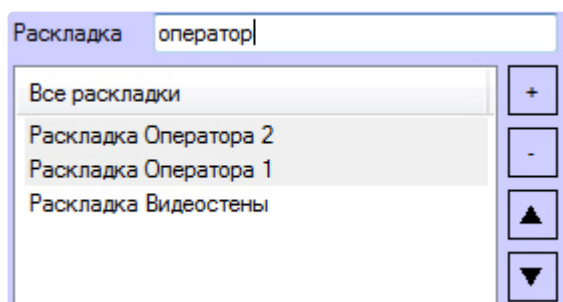 Раскладка оператор
Все раскладки
+
Раскладка Оператора 2
-
Раскладка Оператора 1
Раскладка Видеостены
▲
▼